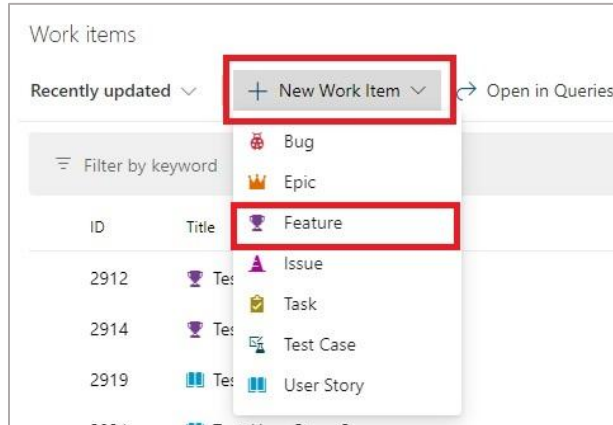 Work items
Recently updated New Work Item Open in Queries
Filter by keyword
Bug
Epic
ID Title Feature
Issue
2912
Task
2914
Test Case
2919 User Story